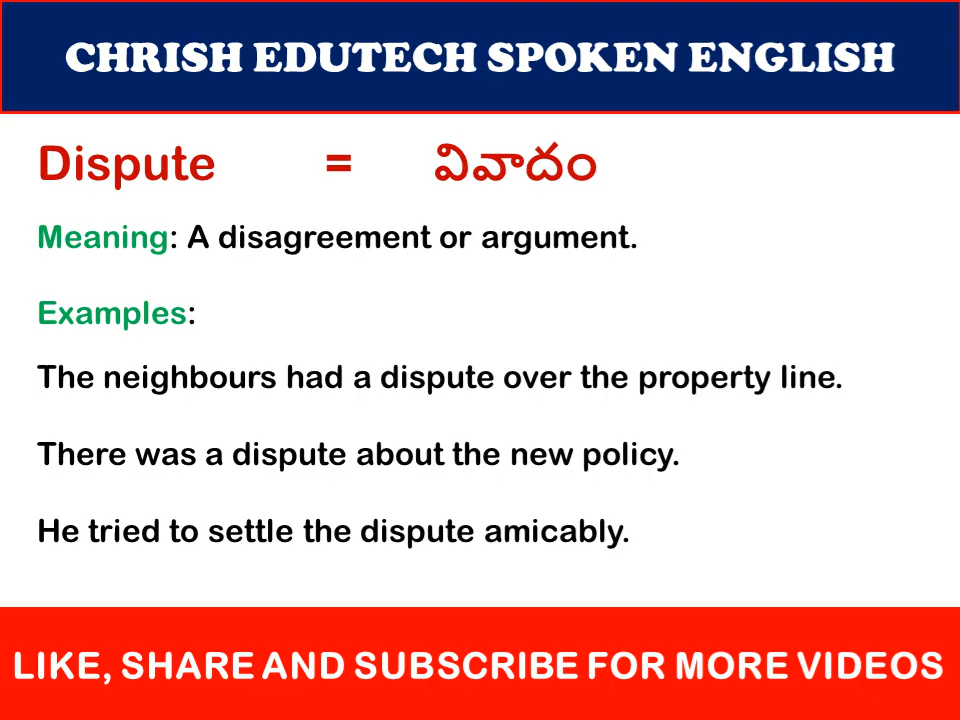 CHRISH EDUTECH SPOKEN ENGLISH
Dispute = వివాదం
Meaning: A disagreement or argument.
Examples:
The neighbours had a dispute over the property line.
There was a dispute about the new policy.
He tried to settle the dispute amicably.
LIKE, SHARE AND SUBSCRIBE FOR MORE VIDEOS